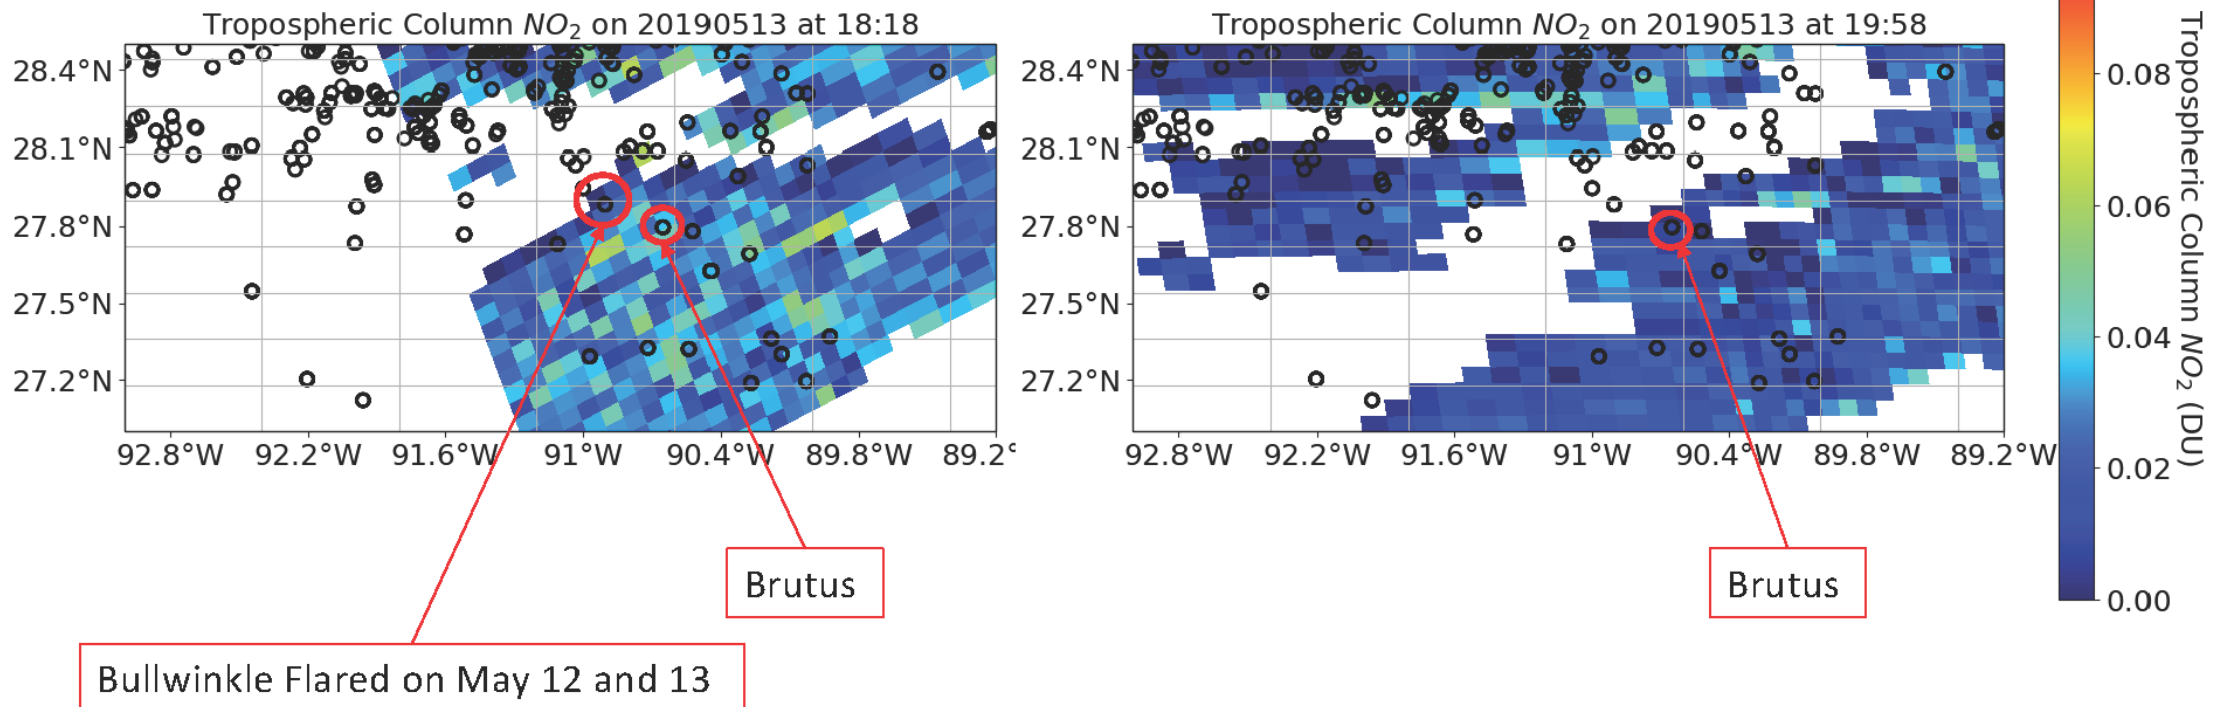 Tropospheric Column NO₂ on 20190513 at 18:18
28.4°N
28.1°N
27.8°N
27.5°N
27.2°N
92.8°W 92.2°W 91.6°W 91°W 90.4°W 89.8°W 89.2°
Tropospheric Column NO₂ on 20190513 at 19:58
28.4°N
28.1°N
27.8°N
27.5°N
27.2°N
92.8°W 92.2°W 91.6°W 91°W 90.4°W 89.8°W 89.2°W
0.08
0.06
0.04
0.02
0.00
Tropospheric Column NO₂ (DU)
Brutus
Brutus
Bullwinkle Flared on May 12 and 13